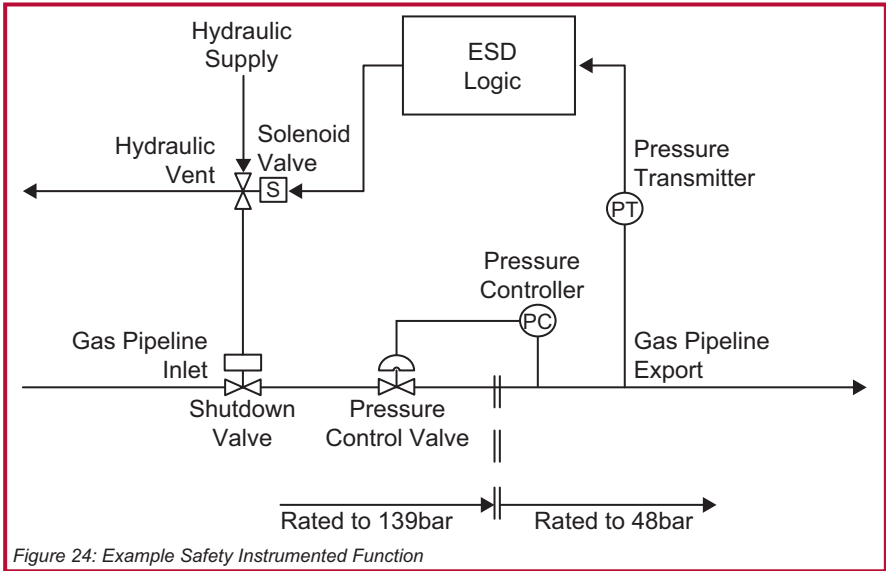 Hydraulic
Supply
ESD
Logic
Hydraulic
Vent
Solenoid
Valve
S
Pressure
Transmitter
PT
Pressure
Controller
PC
Gas Pipeline
Inlet
Gas Pipeline
Export
Shutdown
Valve
Pressure
Control Valve
Rated to 139bar
Rated to 48bar
Figure 24: Example Safety Instrumented Function